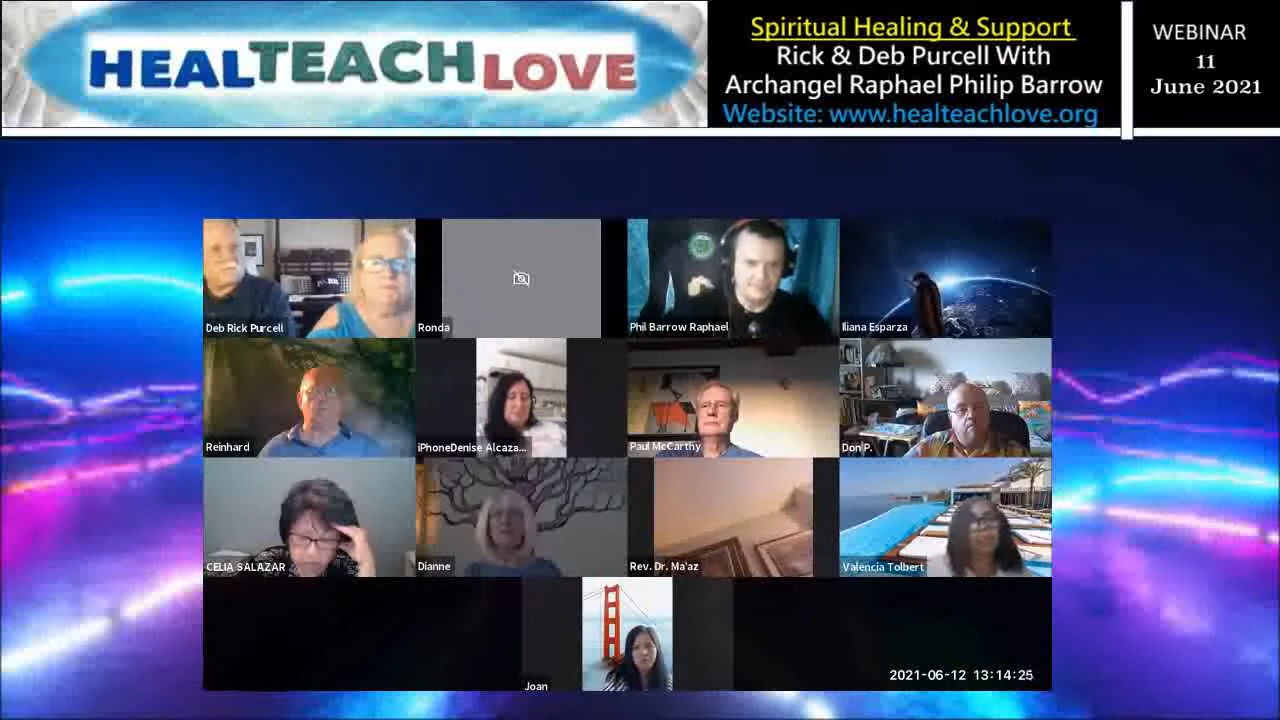 HEALTEACHLOVE
Spiritual Healing & Support
Rick & Deb Purcell With
Archangel Raphael Philip Barrow
Website: www.healteachlove.org
WEBINAR
11
June 2021
Deb Rick Purcell
Ronda
Phil Barrow Raphael
Iliana Esparza
Reinhard
iPhoneDenise Alcaza...
Paul McCarthy
Don P.
CELIA SALAZAR
Dianne
Rev. Dr. Ma'az
Valencia Tolbert
Joan
2021-06-12 13:14:25